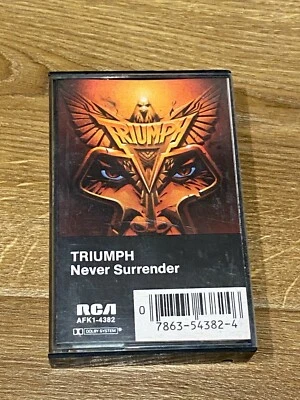 TRIUMPH
TRIUMPH
Never Surrender
RCA
AFK1-4382
DOLBY SYSTEM
0 7863-54382-4